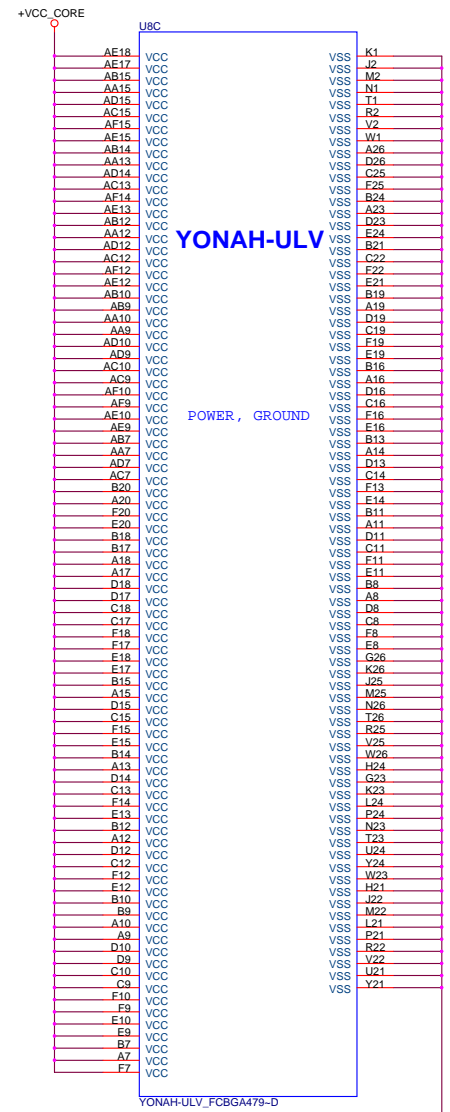 +VCC_CORE
U8C
AE18 VCC VSS K1
AE17 VCC VSS J2
AB15 VCC VSS M2
AA15 VCC VSS N1
AD15 VCC VSS T1
AC15 VCC VSS R2
AF15 VCC VSS V2
AE15 VCC VSS W1
AB14 VCC VSS A26
AA13 VCC VSS D26
AD14 VCC VSS C25
AC13 VCC VSS F25
AF14 VCC VSS B24
AE13 VCC VSS A23
AB12 VCC VSS D23
AA12 VCC YONAH-ULV VSS E24
AD12 VCC VSS B21
AC12 VCC VSS C22
AF12 VCC VSS F22
AE12 VCC VSS E21
AB10 VCC VSS B19
AB9 VCC VSS A19
AA10 VCC VSS D19
AA9 VCC VSS C19
AD10 VCC VSS F19
AD9 VCC VSS E19
AC10 VCC VSS B16
AC9 VCC VSS A16
AF10 VCC VSS D16
AF9 VCC VSS C16
AE10 VCC POWER, GROUND VSS F16
AE9 VCC VSS E16
AB7 VCC VSS B13
AA7 VCC VSS A14
AD7 VCC VSS D13
AC7 VCC VSS C14
B20 VCC VSS F13
A20 VCC VSS E14
F20 VCC VSS B11
E20 VCC VSS A11
B18 VCC VSS D11
B17 VCC VSS C11
A18 VCC VSS F11
A17 VCC VSS E11
D18 VCC VSS B8
D17 VCC VSS A8
C18 VCC VSS D8
C17 VCC VSS C8
F18 VCC VSS F8
F17 VCC VSS E8
E18 VCC VSS G26
E17 VCC VSS K26
B15 VCC VSS J25
A15 VCC VSS M25
D15 VCC VSS N26
C15 VCC VSS T26
F15 VCC VSS R25
E15 VCC VSS V25
B14 VCC VSS W26
A13 VCC VSS H24
D14 VCC VSS G23
C13 VCC VSS K23
F14 VCC VSS L24
E13 VCC VSS P24
B12 VCC VSS N23
A12 VCC VSS T23
D12 VCC VSS U24
C12 VCC VSS Y24
F12 VCC VSS W23
E12 VCC VSS H21
B10 VCC VSS J22
B9 VCC VSS M22
A10 VCC VSS L21
A9 VCC VSS P21
D10 VCC VSS R22
D9 VCC VSS V22
C10 VCC VSS U21
C9 VCC VSS Y21
F10 VCC
F9 VCC
E10 VCC
E9 VCC
B7 VCC
A7 VCC
F7 VCC
YONAH-ULV_FCBGA479~D